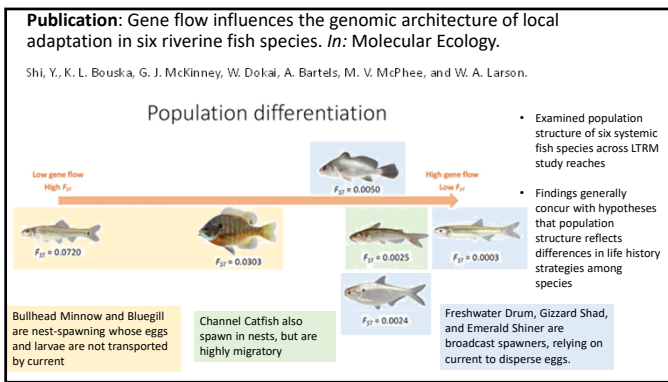 Publication: Gene flow influences the genomic architecture of local
adaptation in six riverine fish species. In: Molecular Ecology.
Shi, Y., K. L. Bouska, G. J. McKinney, W. Dokai, A. Bartels, M. V. McPhee, and W. A. Larson.
Population differentiation
Low gene flow
High FST
High gene flow
Low FST
FST = 0.0050
FST = 0.0720
FST = 0.0303
FST = 0.0025
FST = 0.0003
FST = 0.0024
• Examined population
structure of six systemic
fish species across LTRM
study reaches
• Findings generally
concur with hypotheses
that population
structure reflects
differences in life history
strategies among
species
Bullhead Minnow and Bluegill
are nest-spawning whose eggs
and larvae are not transported
by current
Channel Catfish also
spawn in nests, but are
highly migratory
Freshwater Drum, Gizzard Shad,
and Emerald Shiner are
broadcast spawners, relying on
current to disperse eggs.